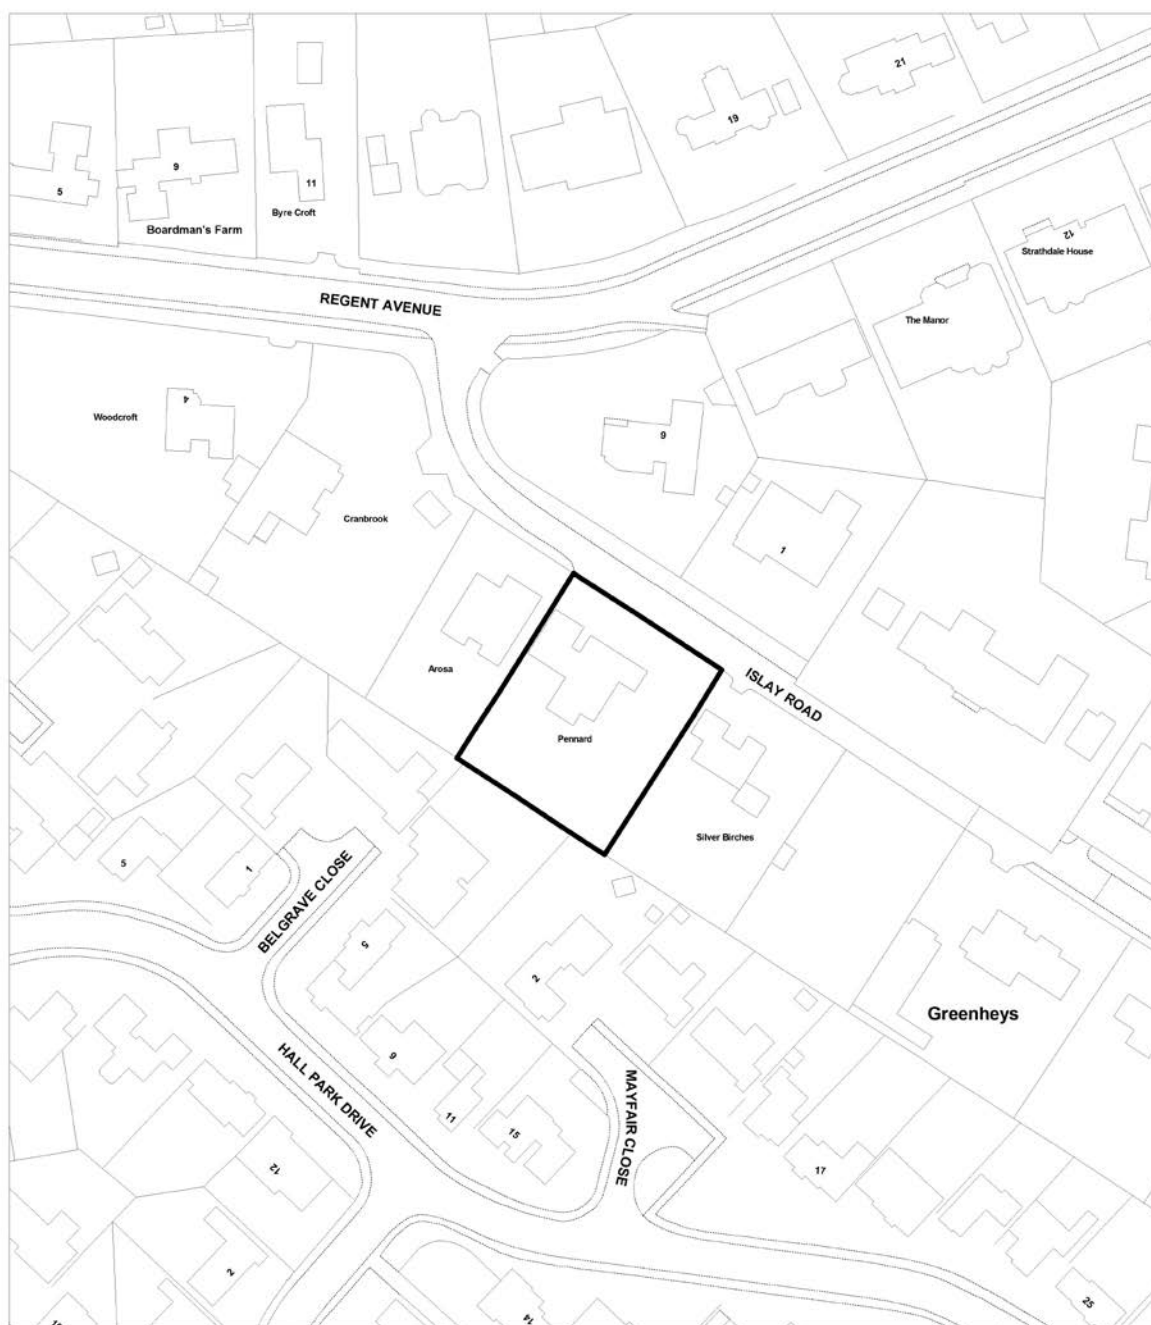 21
19
5
9
11
Byre Croft
Boardman's Farm
12
Strathdale House
REGENT AVENUE
The Manor
4
Woodcroft
9
Cranbrook
1
Arosa
ISLAY ROAD
Pennard
Silver Birches
5
1
BELGRAVE CLOSE
5
2
Greenheys
9
HALL PARK DRIVE
11
15
MAYFAIR CLOSE
17
12
2
14
25